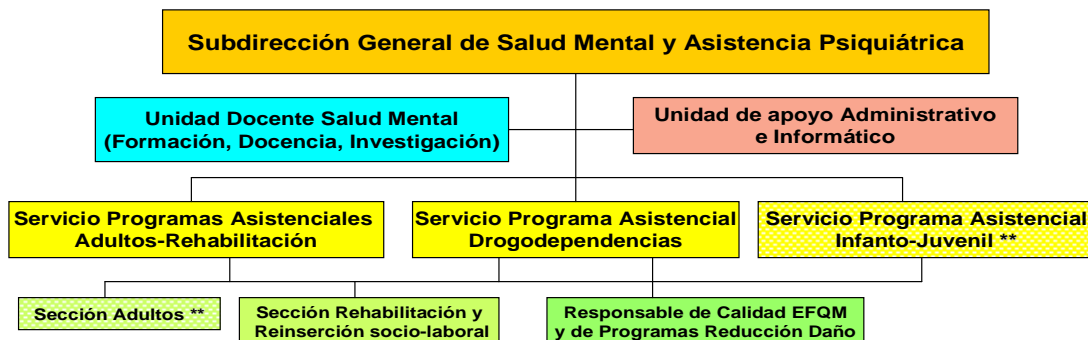 Subdirección General de Salud Mental y Asistencia Psiquiátrica
Unidad Docente Salud Mental
(Formación, Docencia, Investigación)
Unidad de apoyo Administrativo
e Informático
Servicio Programas Asistenciales
Adultos-Rehabilitación
Servicio Programa Asistencial
Drogodependencias
Servicio Programa Asistencial
Infanto-Juvenil **
Sección Adultos **
Sección Rehabilitación y
Reinserción socio-laboral
Responsable de Calidad EFQM
y de Programas Reducción Daño